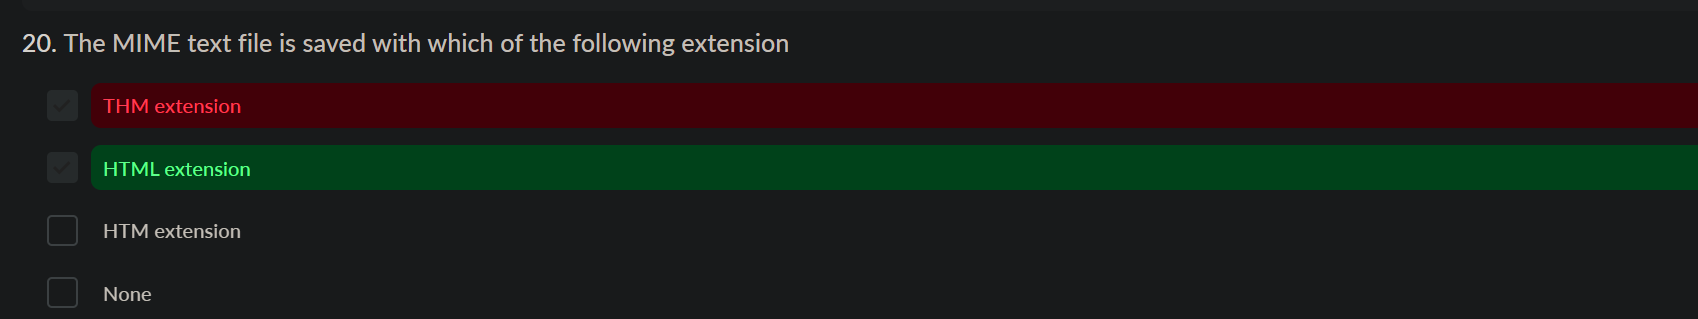 20. The MIME text file is saved with which of the following extension
THM extension
HTML extension
HTM extension
None